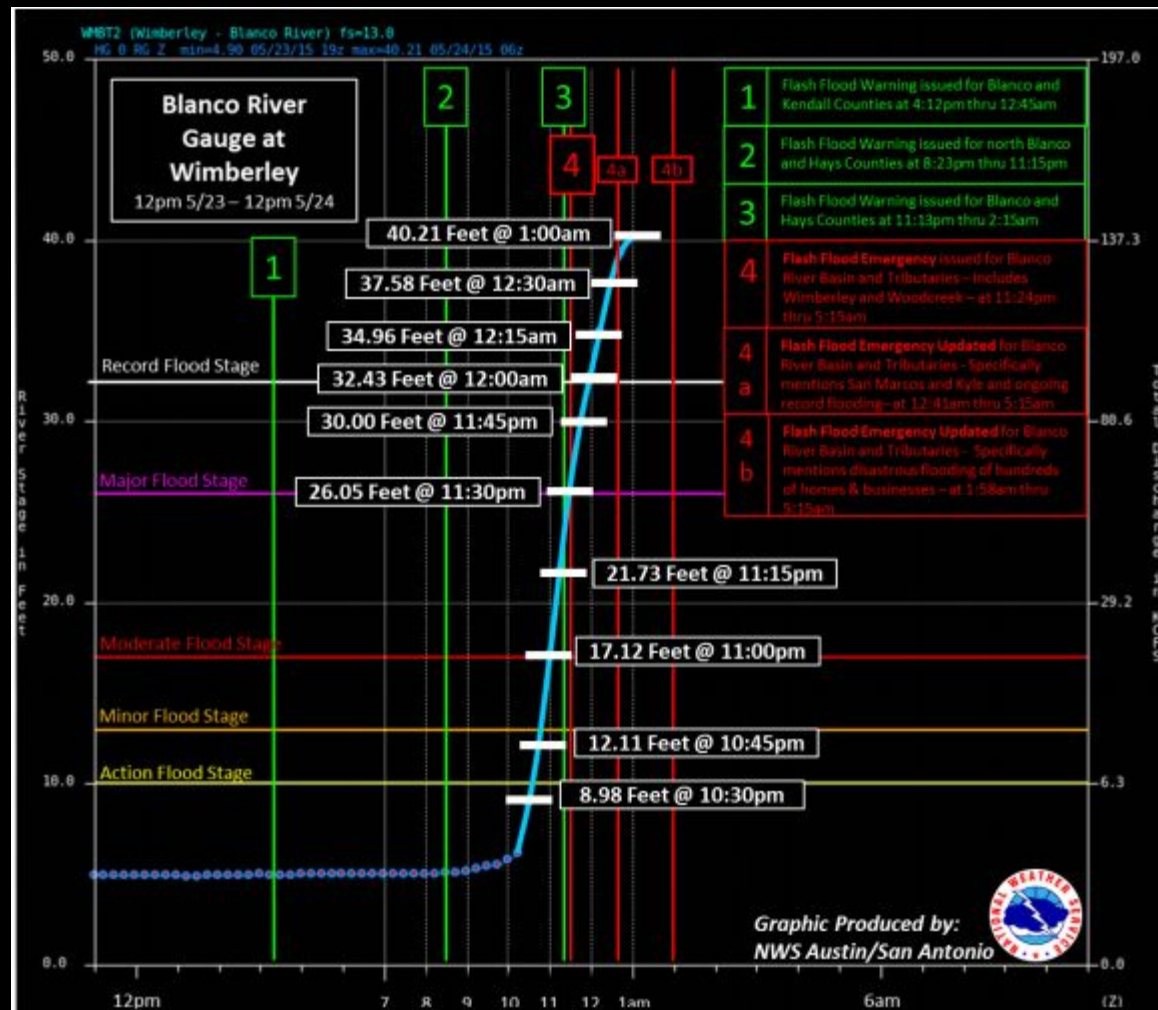 WMBT2 (Wimberley - Blanco River) fs=13.0
HG 0 RG Z min=4.90 05/23/15 19z max=40.21 05/24/15 06z
50.0
197.0
Blanco River
Gauge at
Wimberley
12pm 5/23 – 12pm 5/24
1
2
3
4
4a
4b
1
Flash Flood Warning issued for Blanco and
Kendall Counties at 4:12pm thru 12:45am
2
Flash Flood Warning issued for north Blanco
and Hays Counties at 8:23pm thru 11:15pm
3
Flash Flood Warning issued for Blanco and
Hays Counties at 11:13pm thru 2:15am
4
Flash Flood Emergency issued for Blanco
River Basin and Tributaries – includes
Wimberley and Woodcreek – at 11:24pm
thru 5:15am
4
a
Flash Flood Emergency Updated for Blanco
River Basin and Tributaries - Specifically
mentions San Marcos and Kyle and ongoing
record flooding– at 12:41am thru 5:15am
4
b
Flash Flood Emergency Updated for Blanco
River Basin and Tributaries - Specifically
mentions disastrous flooding of hundreds
of homes & businesses – at 1:58am thru
5:15am
40.0
137.3
40.21 Feet @ 1:00am
37.58 Feet @ 12:30am
34.96 Feet @ 12:15am
Record Flood Stage
32.43 Feet @ 12:00am
30.0
80.6
30.00 Feet @ 11:45pm
Major Flood Stage
26.05 Feet @ 11:30pm
21.73 Feet @ 11:15pm
20.0
29.2
Moderate Flood Stage
17.12 Feet @ 11:00pm
Minor Flood Stage
12.11 Feet @ 10:45pm
Action Flood Stage
10.0
6.3
8.98 Feet @ 10:30pm
River Stage in Feet
Total Discharge in KCFS
Graphic Produced by:
NWS Austin/San Antonio
NATIONAL WEATHER SERVICE
0.0
0.0
12pm 7 8 9 10 11 12 1am 6am (Z)